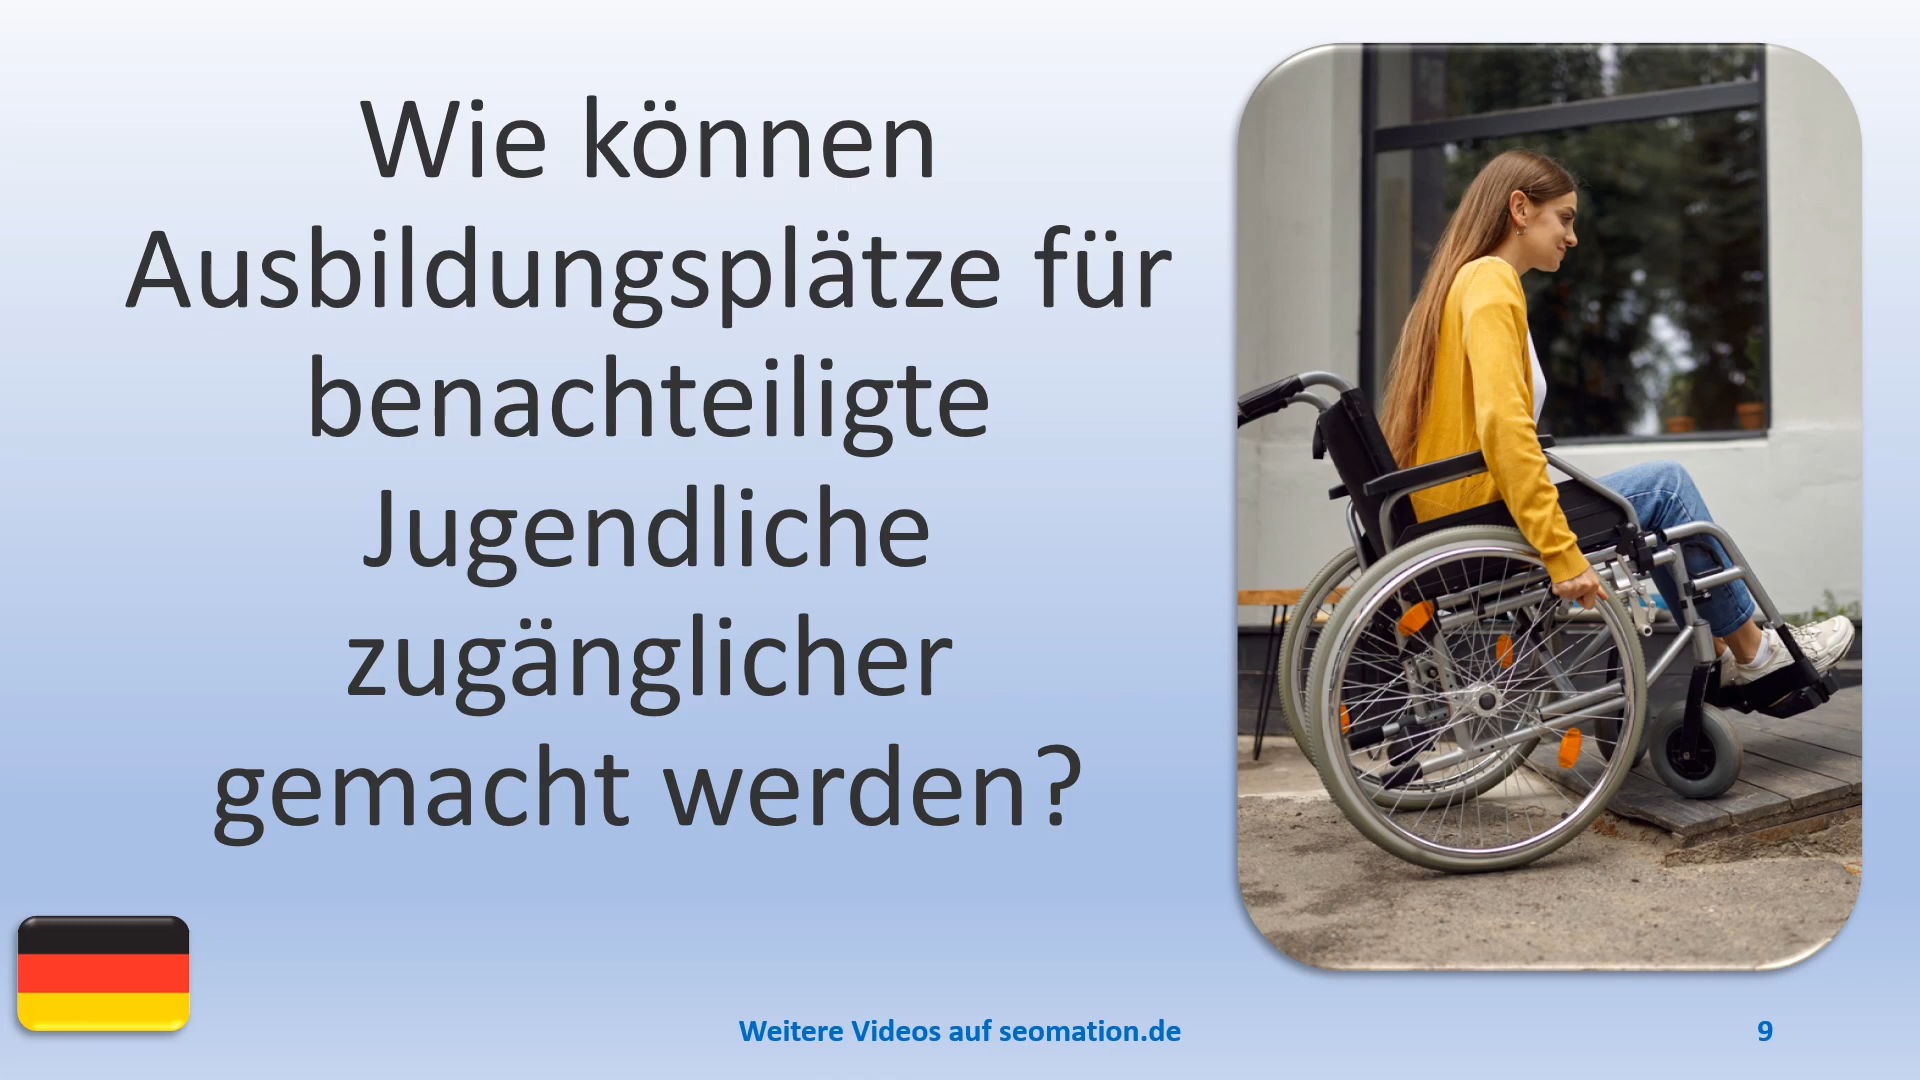 Wie können
Ausbildungsplätze für
benachteiligte
Jugendliche
zugänglicher
gemacht werden?
Weitere Videos auf seomation.de
9